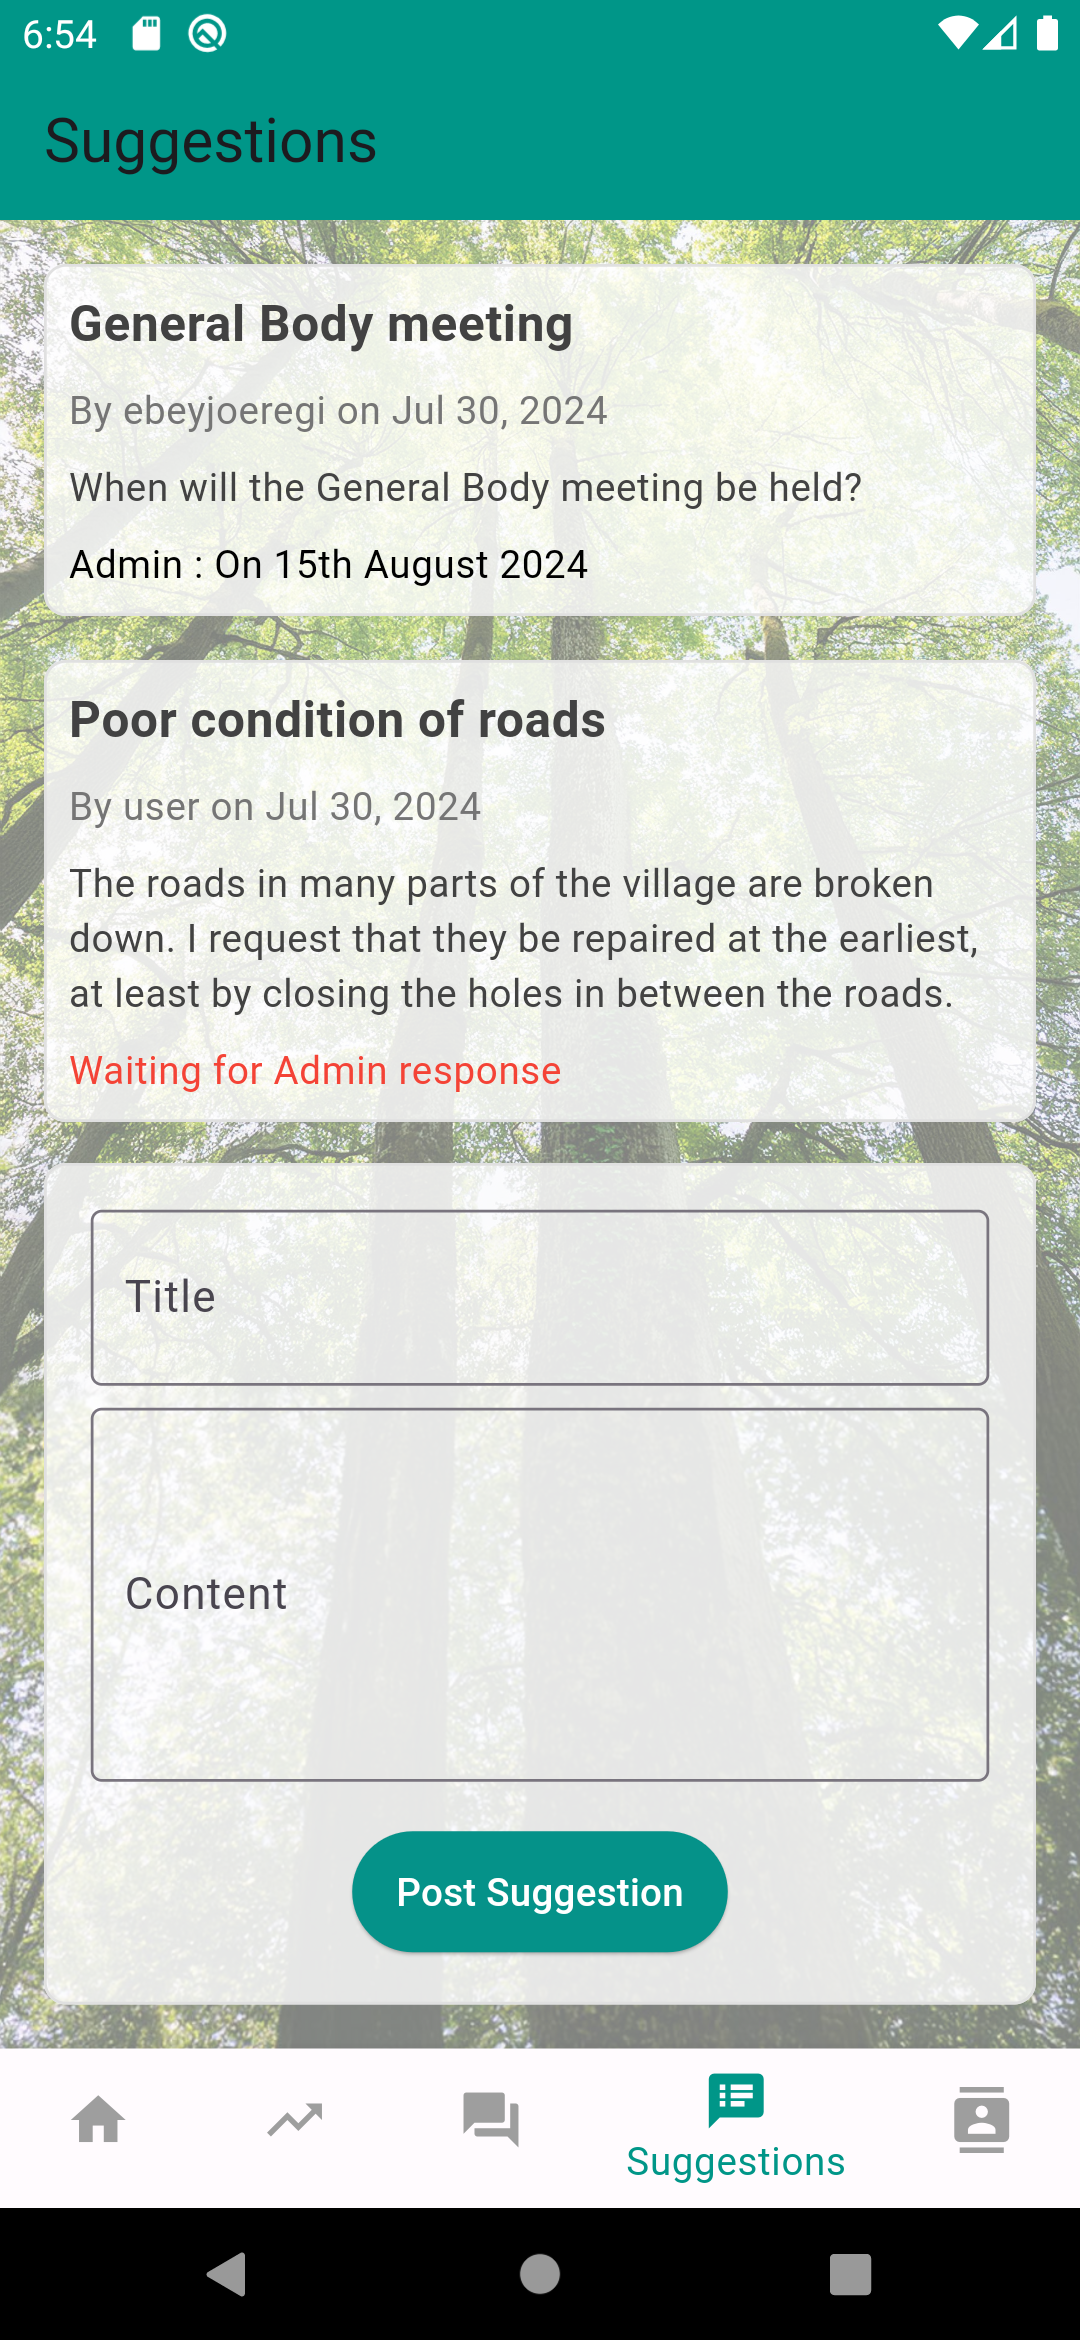 6:54
Suggestions
General Body meeting
By ebeyjoeregi on Jul 30, 2024
When will the General Body meeting be held?
Admin : On 15th August 2024
Poor condition of roads
By user on Jul 30, 2024
The roads in many parts of the village are broken
down. I request that they be repaired at the earliest,
at least by closing the holes in between the roads.
Waiting for Admin response
Title
Content
Post Suggestion
Suggestions